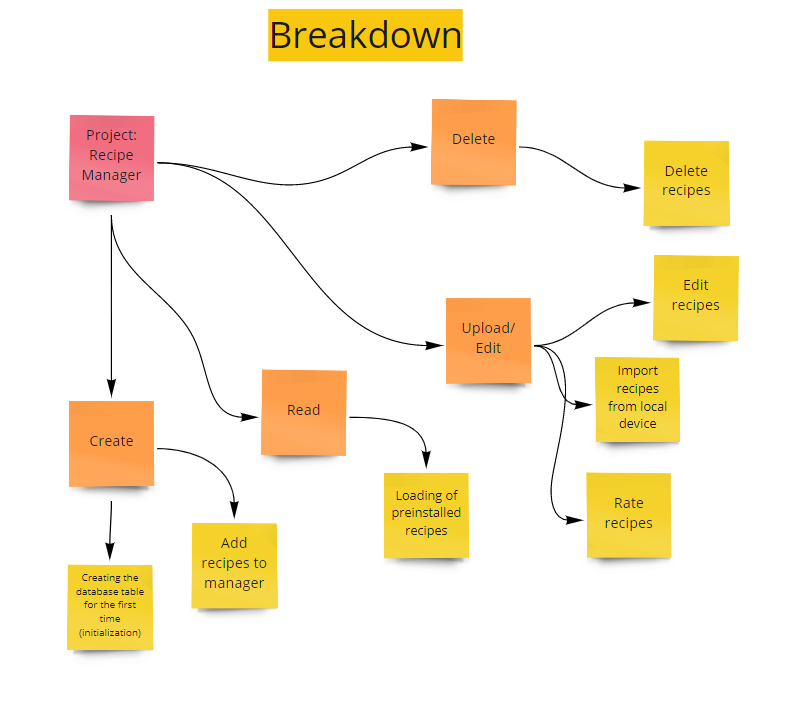 Breakdown
Project:
Recipe
Manager
Delete
Delete
recipes
Edit
recipes
Upload/
Edit
Import
recipes
from local
device
Read
Create
Loading of
preinstalled
recipes
Rate
recipes
Add
recipes to
manager
Creating the
database table
for the first
time
(initialization)